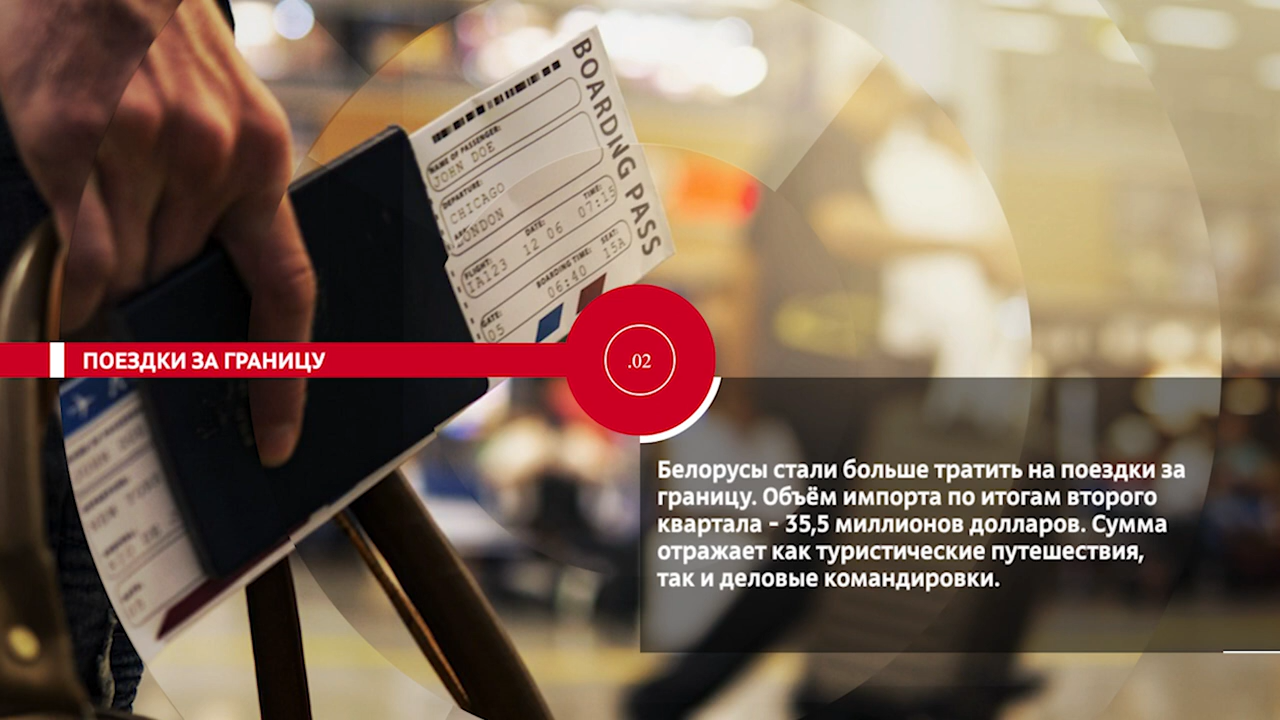 BOARDING PASS
NAME OF PASSENGER:
JOHN DOE
DEPARTURE:
CHICAGO
LONDON
DATE:
TIME:
12 06
07:15
FLIGHT:
IA123
BOARDING TIME:
SEAT:
06:40
15A
GATE:
05
ПОЕЗДКИ ЗА ГРАНИЦУ
.02
Белорусы стали больше тратить на поездки за
границу. Объём импорта по итогам второго
квартала - 35,5 миллионов долларов. Сумма
отражает как туристические путешествия,
так и деловые командировки.